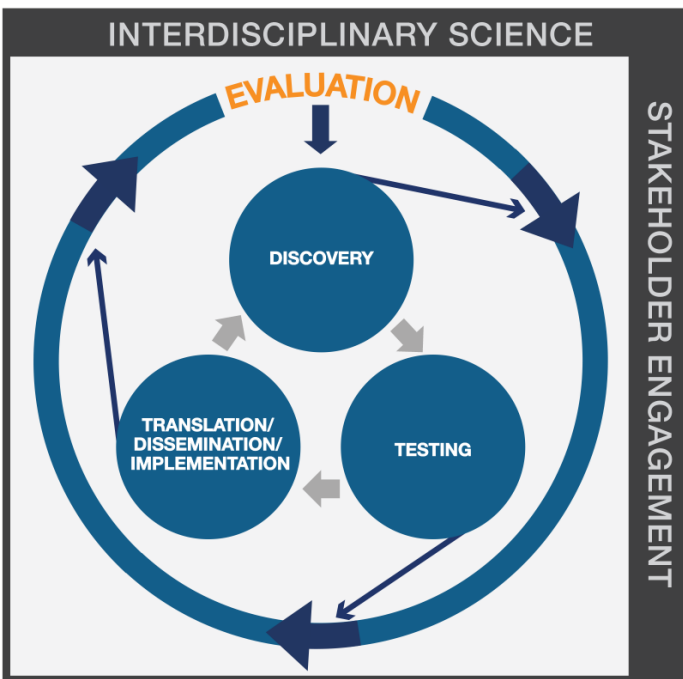 INTERDISCIPLINARY SCIENCE
STAKEHOLDER ENGAGEMENT
EVALUATION
DISCOVERY
TRANSLATION/
DISSEMINATION/
IMPLEMENTATION
TESTING